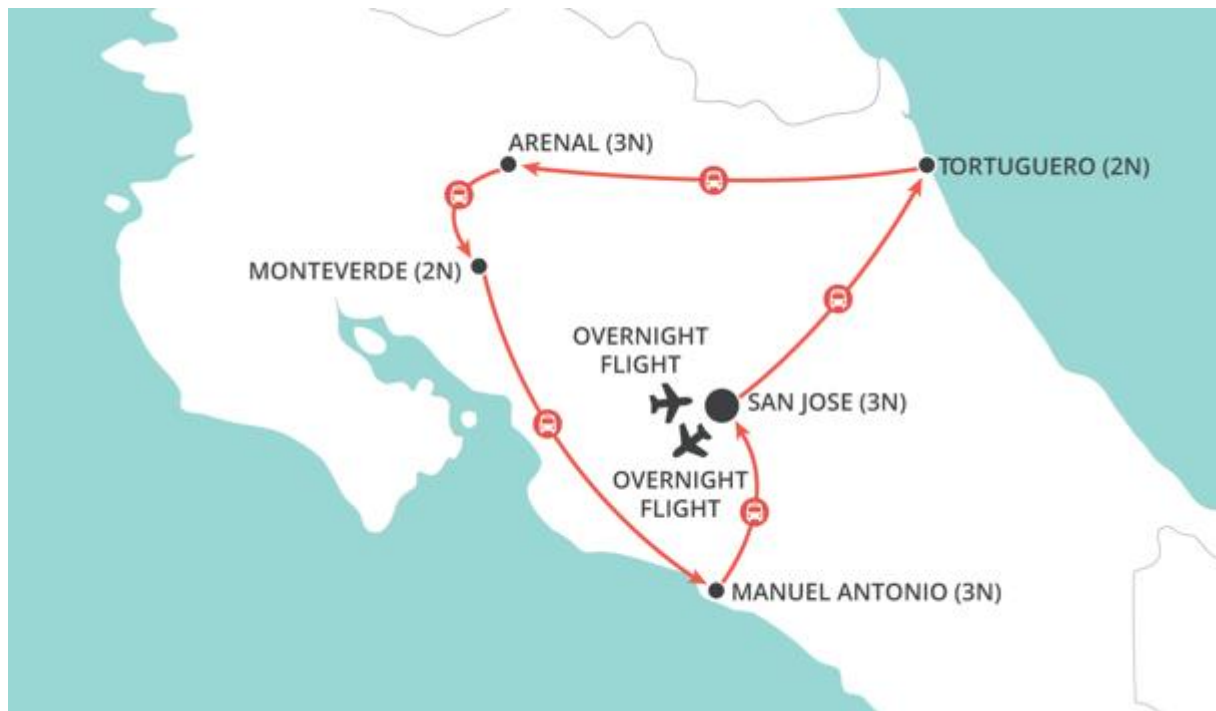 ARENAL (3N)
TORTUGUERO (2N)
MONTEVERDE (2N)
OVERNIGHT
FLIGHT
SAN JOSE (3N)
OVERNIGHT
FLIGHT
MANUEL ANTONIO (3N)